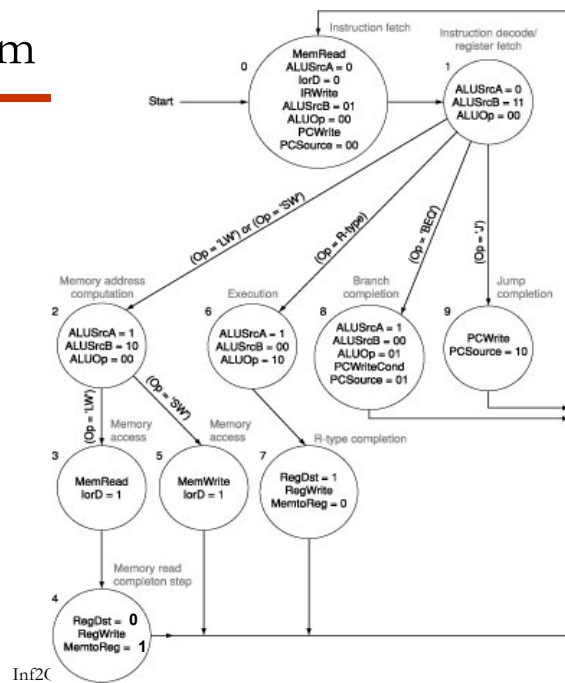 m
Instruction fetch
0
MemRead
ALUSrcA = 0
IorD = 0
IRWrite
ALUSrcB = 01
ALUOp = 00
PCWrite
PCSource = 00
Start
Instruction decode/
register fetch
1
ALUSrcA = 0
ALUSrcB = 11
ALUOp = 00
(Op = 'LW') or (Op = 'SW')
(Op = R-type)
(Op = 'BEQ')
(Op = 'J')
Memory address
computation
2
ALUSrcA = 1
ALUSrcB = 10
ALUOp = 00
Execution
6
ALUSrcA = 1
ALUSrcB = 00
ALUOp = 10
Branch
completion
8
ALUSrcA = 1
ALUSrcB = 00
ALUOp = 01
PCWriteCond
PCSource = 01
Jump
completion
9
PCWrite
PCSource = 10
(Op = 'LW')
(Op = 'SW')
Memory
access
3
MemRead
IorD = 1
Memory
access
5
MemWrite
IorD = 1
R-type completion
7
RegDst = 1
RegWrite
MemtoReg = 0
Memory read
completon step
4
RegDst = 0
RegWrite
MemtoReg = 1
Inf2